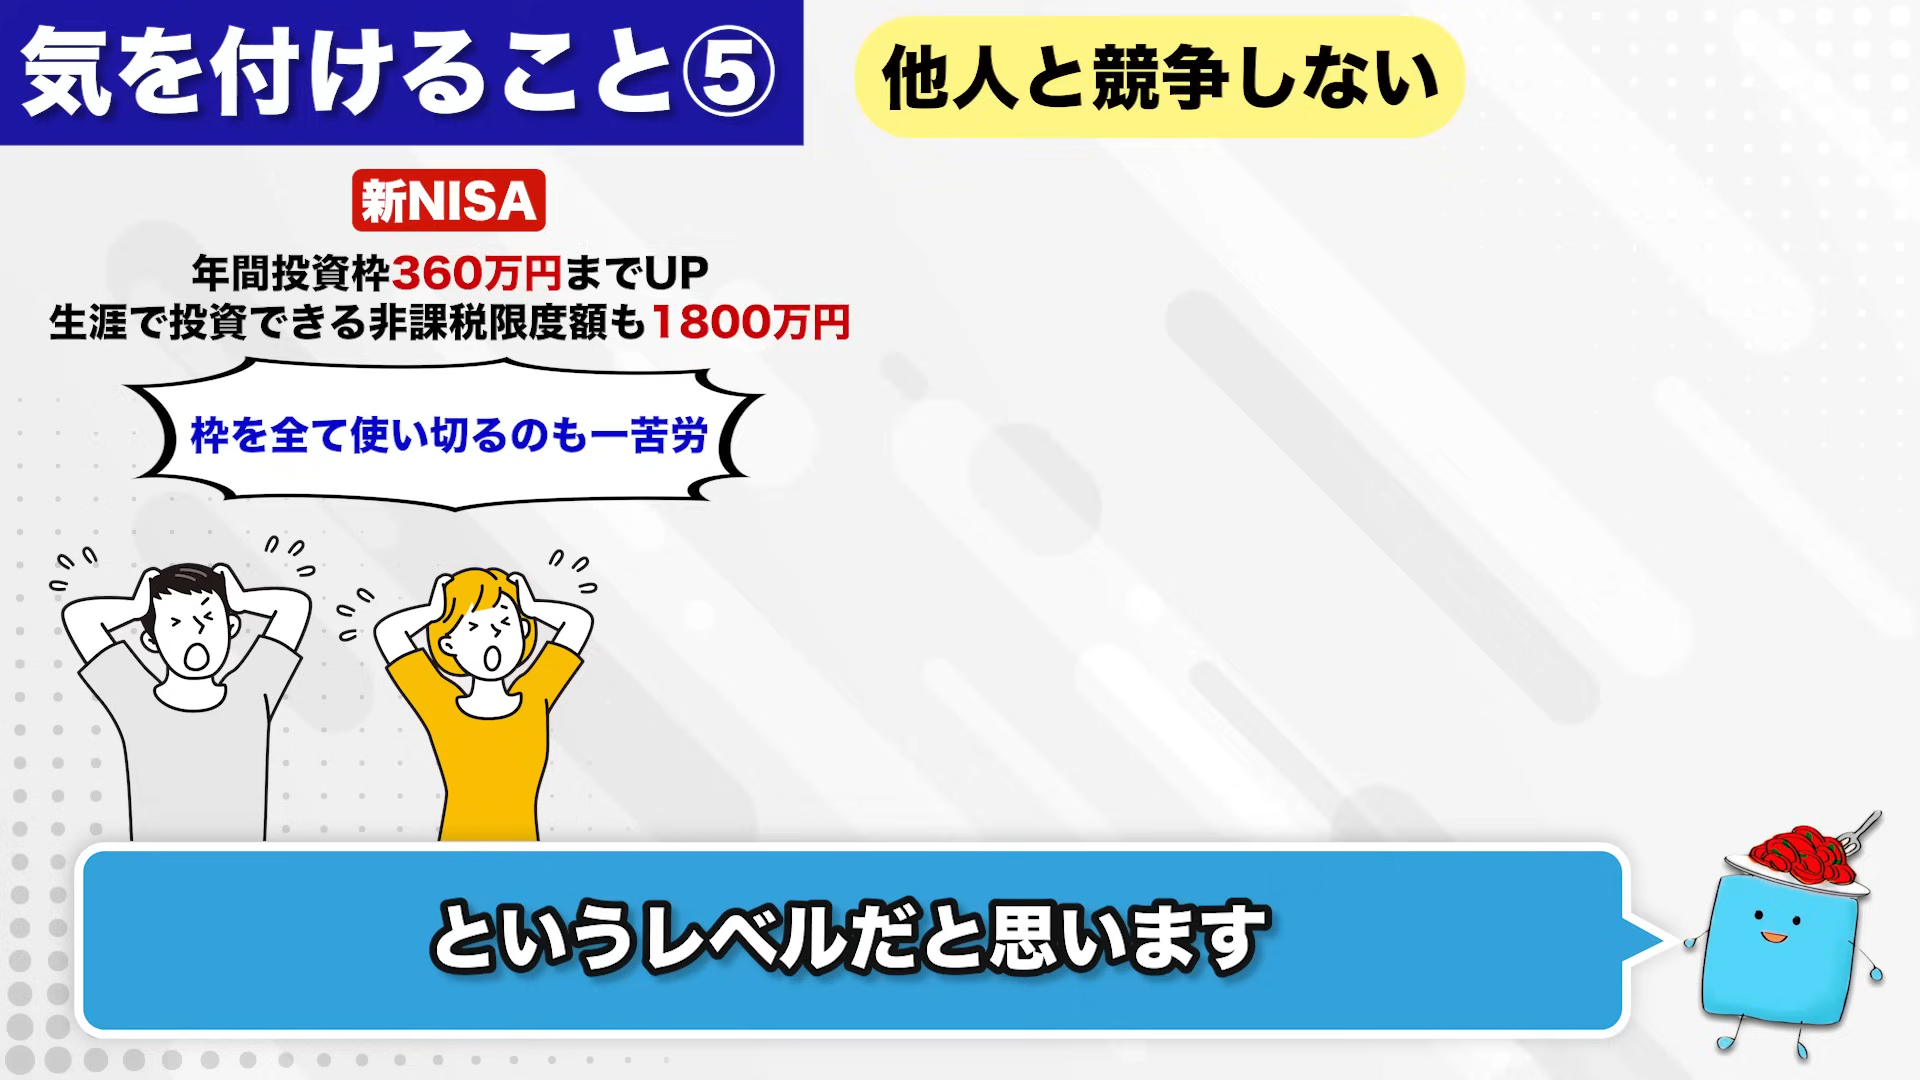 気を付けること⑤
他人と競争しない
新NISA
年間投資枠360万円までUP
生涯で投資できる非課税限度額も1800万円
枠を全て使い切るのも一苦労
というレベルだと思います